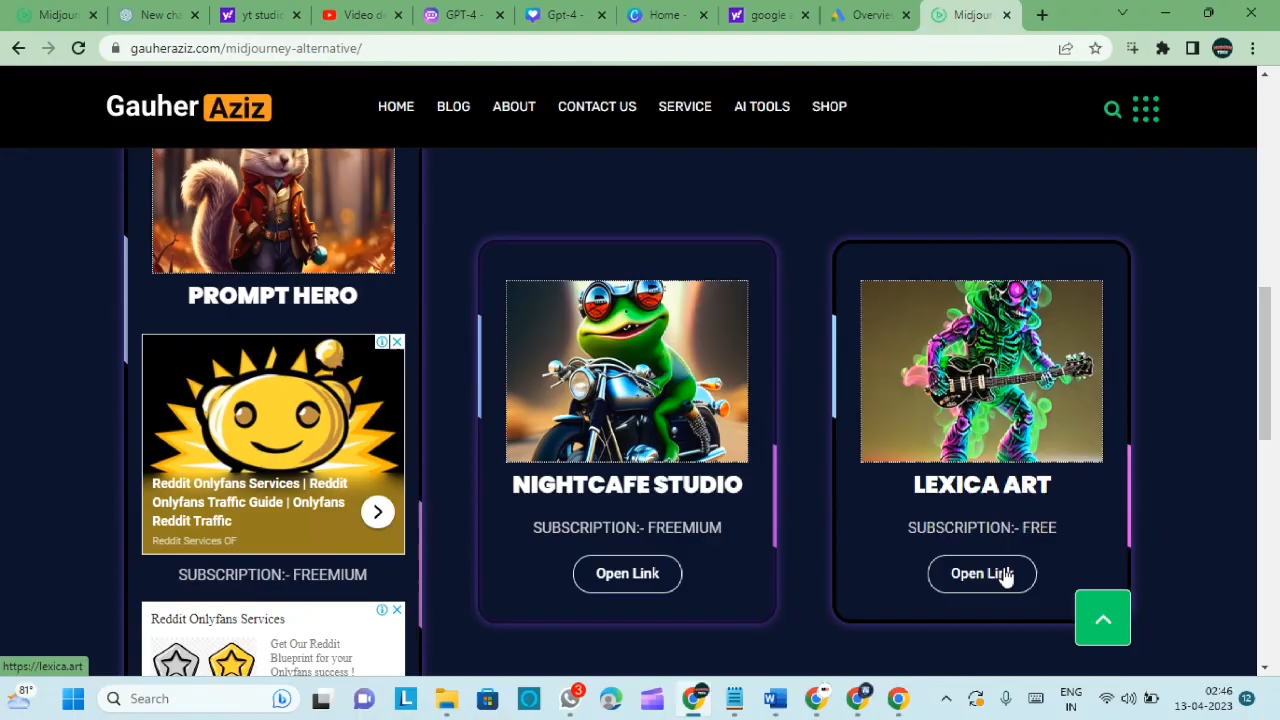 Midjour
New cha
yt studio
Video de
GPT-4 -
Gpt-4 -
Home -
google a
Overvie
Midjour
gauheraziz.com/midjourney-alternative/
Gauher Aziz
HOME BLOG ABOUT CONTACT US SERVICE AI TOOLS SHOP
PROMPT HERO
Reddit Onlyfans Services | Reddit
Onlyfans Traffic Guide | Onlyfans
Reddit Traffic
Reddit Services OF
SUBSCRIPTION:- FREEMIUM
Reddit Onlyfans Services
Get Our Reddit
Blueprint for your
Onlyfans success !
NIGHTCAFE STUDIO
SUBSCRIPTION:- FREEMIUM
Open Link
LEXICA ART
SUBSCRIPTION:- FREE
Open Link
https://lexica.art
81°
Search
3
ENG
IN
02:46
13-04-2023
12